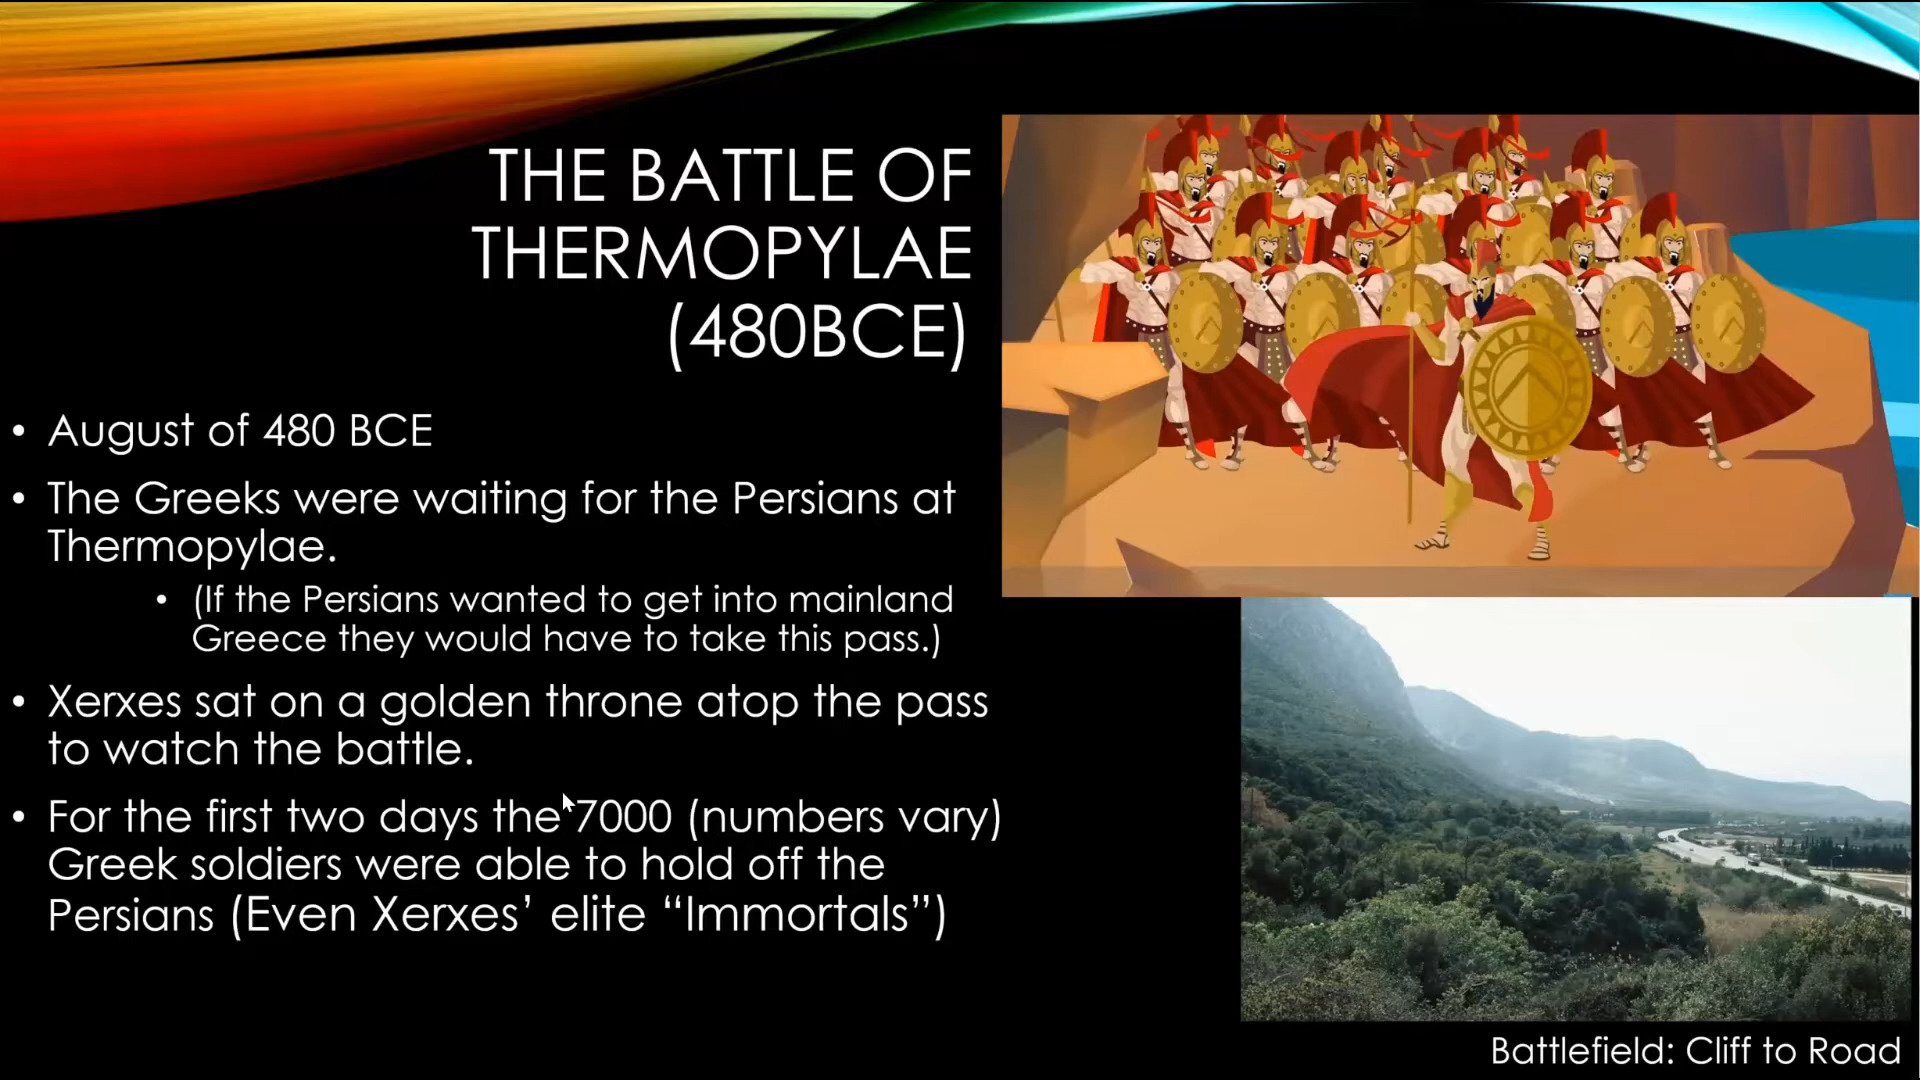 THE BATTLE OF
THERMOPYLAE
(480BCE)
• August of 480 BCE
• The Greeks were waiting for the Persians at
Thermopylae.
• (If the Persians wanted to get into mainland
Greece they would have to take this pass.)
• Xerxes sat on a golden throne atop the pass
to watch the battle.
• For the first two days the 7000 (numbers vary)
Greek soldiers were able to hold off the
Persians (Even Xerxes’ elite “Immortals”)
Battlefield: Cliff to Road